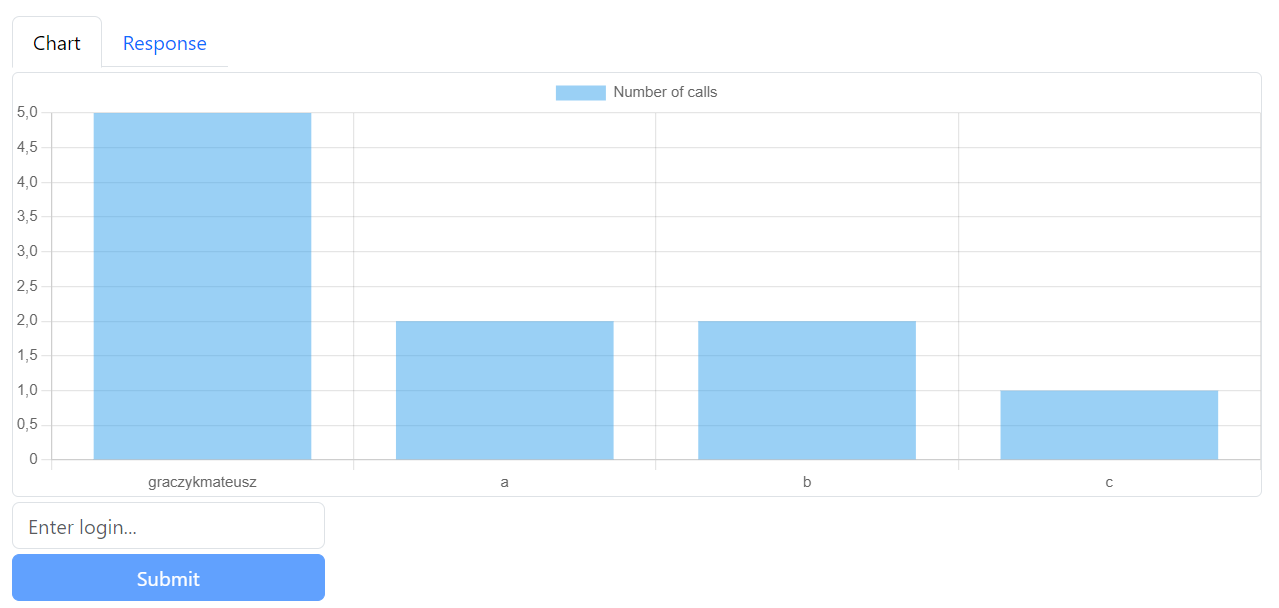 Chart Response
Number of calls
5,0
4,5
4,0
3,5
3,0
2,5
2,0
1,5
1,0
0,5
0
graczykmateusz a b c
Enter login...
Submit